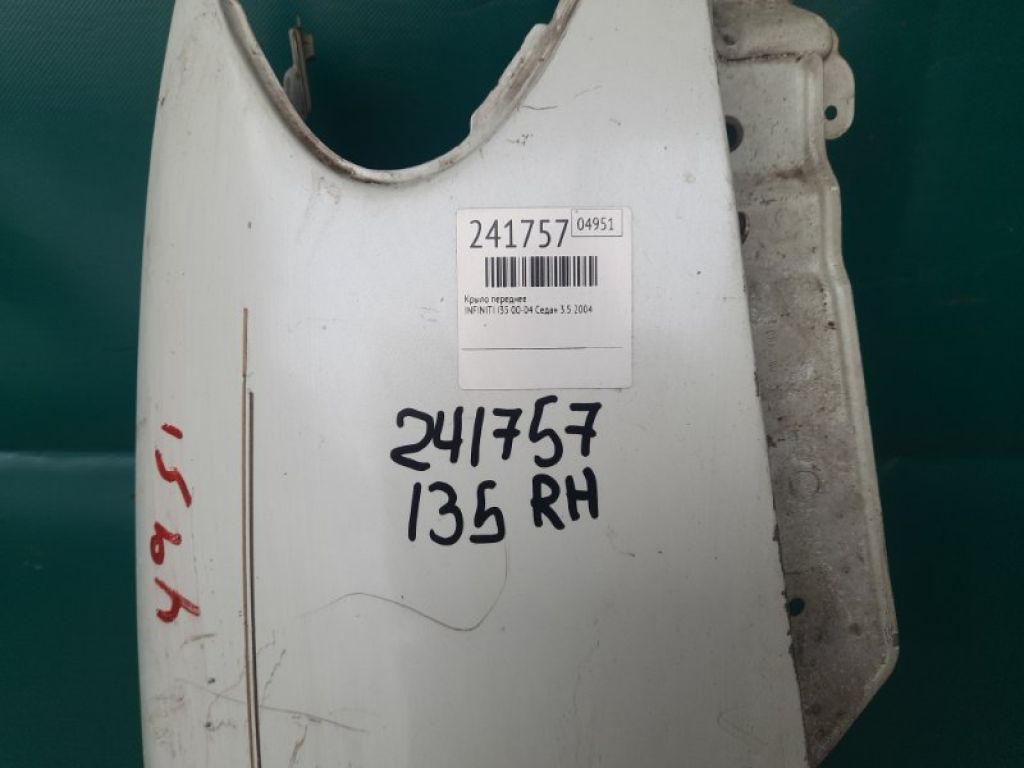 241757 04951
Крыло переднее
INFINITI I35 00-04 Седан 3.5 2004
241757
I35 RH